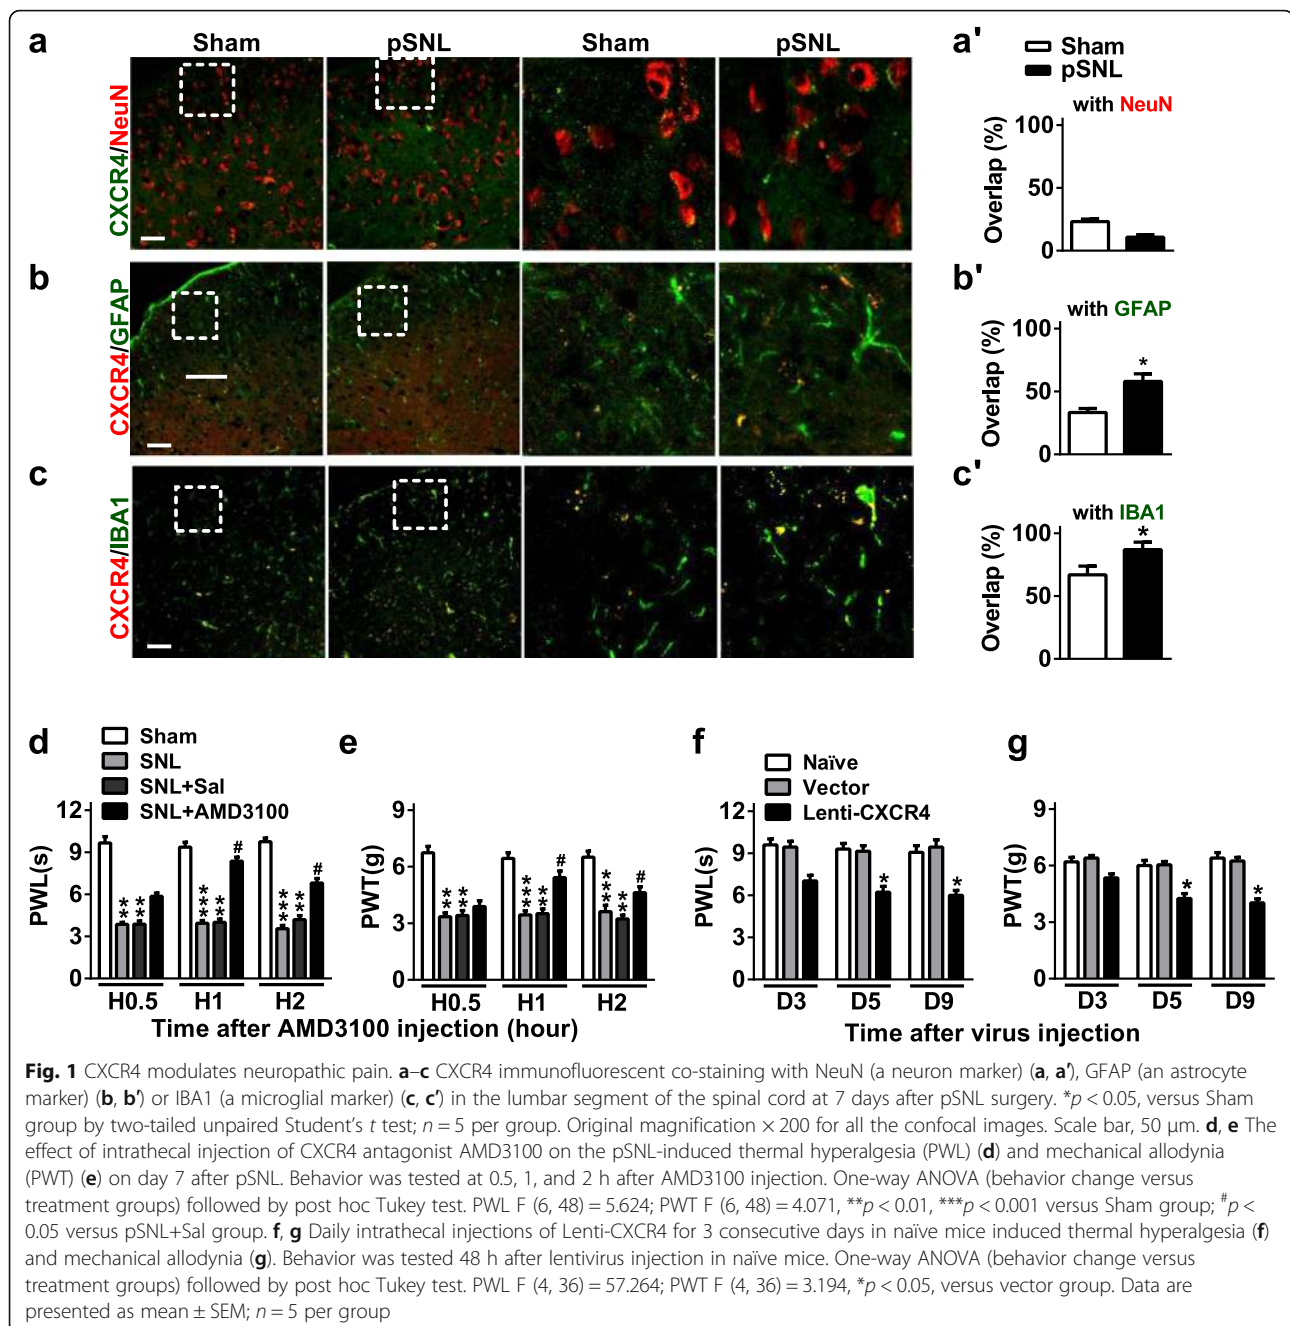 a
Sham
pSNL
Sham
pSNL
CXCR4/NeuN
a'
Sham
pSNL
with NeuN
Overlap (%)
100
50
0
b
CXCR4/GFAP
b'
with GFAP
Overlap (%)
100
50
0
*
c
CXCR4/IBA1
c'
with IBA1
Overlap (%)
100
50
0
*
d
Sham
SNL
SNL+Sal
SNL+AMD3100
PWL(s)
12
9
6
3
0
** ** *** ** # *** ** #
H0.5 H1 H2
e
PWT(g)
9
6
3
0
** ** *** ** # *** ** #
H0.5 H1 H2
Time after AMD3100 injection (hour)
f
Naïve
Vector
Lenti-CXCR4
PWL(s)
12
9
6
3
0
* *
D3 D5 D9
g
PWT(g)
9
6
3
0
* *
D3 D5 D9
Time after virus injection
Fig. 1 CXCR4 modulates neuropathic pain. a–c CXCR4 immunofluorescent co-staining with NeuN (a neuron marker) (a, a′), GFAP (an astrocyte
marker) (b, b′) or IBA1 (a microglial marker) (c, c′) in the lumbar segment of the spinal cord at 7 days after pSNL surgery. *p < 0.05, versus Sham
group by two-tailed unpaired Student's t test; n = 5 per group. Original magnification × 200 for all the confocal images. Scale bar, 50 μm. d, e The
effect of intrathecal injection of CXCR4 antagonist AMD3100 on the pSNL-induced thermal hyperalgesia (PWL) (d) and mechanical allodynia
(PWT) (e) on day 7 after pSNL. Behavior was tested at 0.5, 1, and 2 h after AMD3100 injection. One-way ANOVA (behavior change versus
treatment groups) followed by post hoc Tukey test. PWL F (6, 48) = 5.624; PWT F (6, 48) = 4.071, **p < 0.01, ***p < 0.001 versus Sham group; #p <
0.05 versus pSNL+Sal group. f, g Daily intrathecal injections of Lenti-CXCR4 for 3 consecutive days in naïve mice induced thermal hyperalgesia (f)
and mechanical allodynia (g). Behavior was tested 48 h after lentivirus injection in naïve mice. One-way ANOVA (behavior change versus
treatment groups) followed by post hoc Tukey test. PWL F (4, 36) = 57.264; PWT F (4, 36) = 3.194, *p < 0.05, versus vector group. Data are
presented as mean ± SEM; n = 5 per group